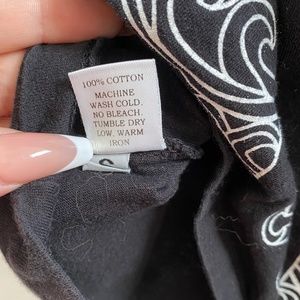 100% COTTON
MACHINE
WASH COLD.
NO BLEACH.
TUMBLE DRY
LOW, WARM
IRON